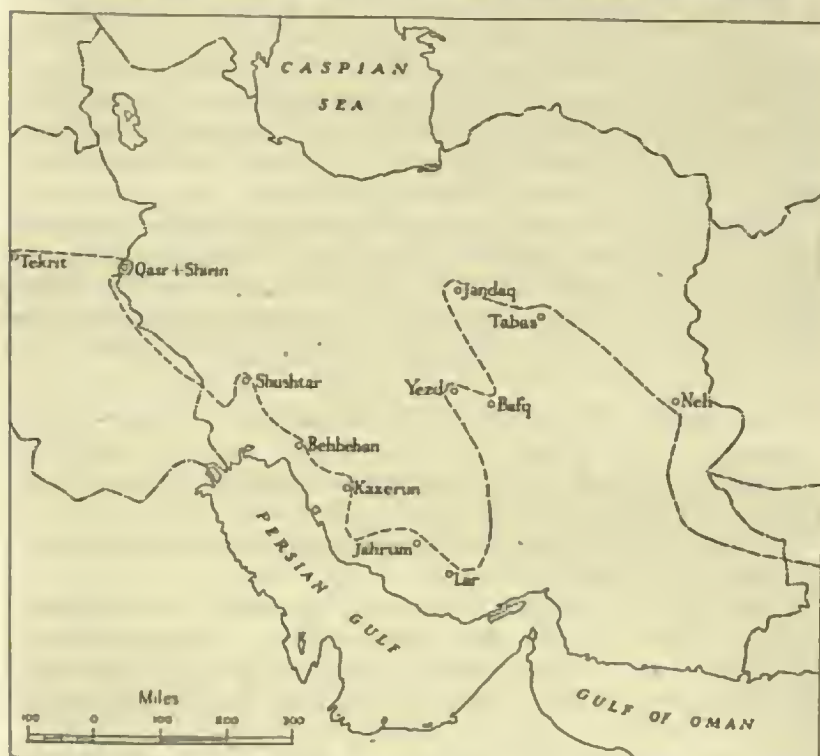 CASPIAN
SEA
Tekrit
Qasr-i-Shirin
Jandaq
Tabas
Shushtar
Yezd
Bafq
Neh
Behbehan
Kazerun
Jahrum
Lar
PERSIAN GULF
GULF OF OMAN
Miles
100 0 100 200 300